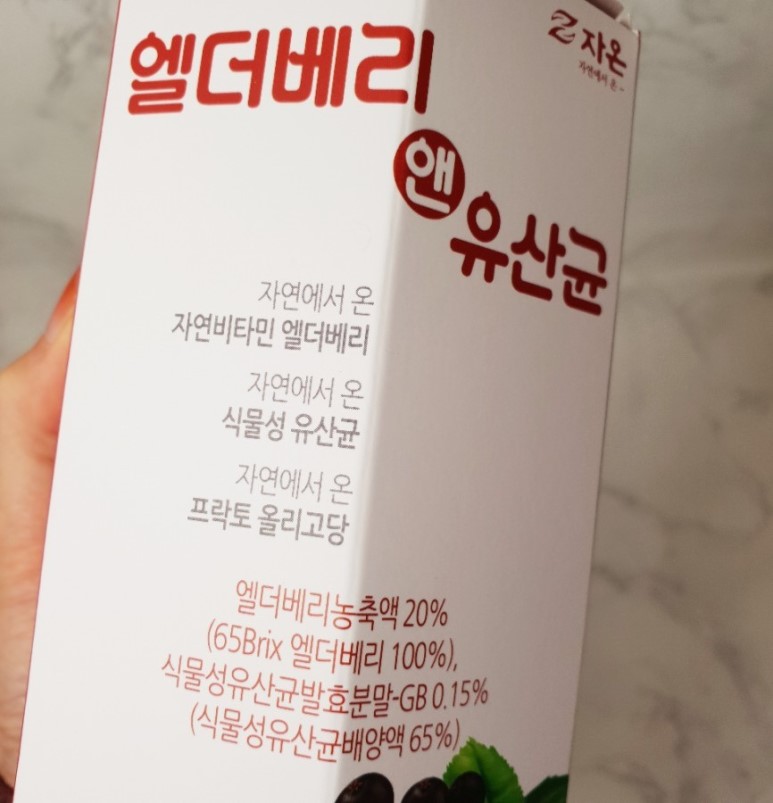 엘더베리
앤
유산균
자온
자연에서 온~
자연에서 온
자연비타민 엘더베리
자연에서 온
식물성 유산균
자연에서 온
프락토 올리고당
엘더베리농축액 20%
(65Brix 엘더베리 100%),
식물성유산균발효분말-GB 0.15%
(식물성유산균배양액 65%)